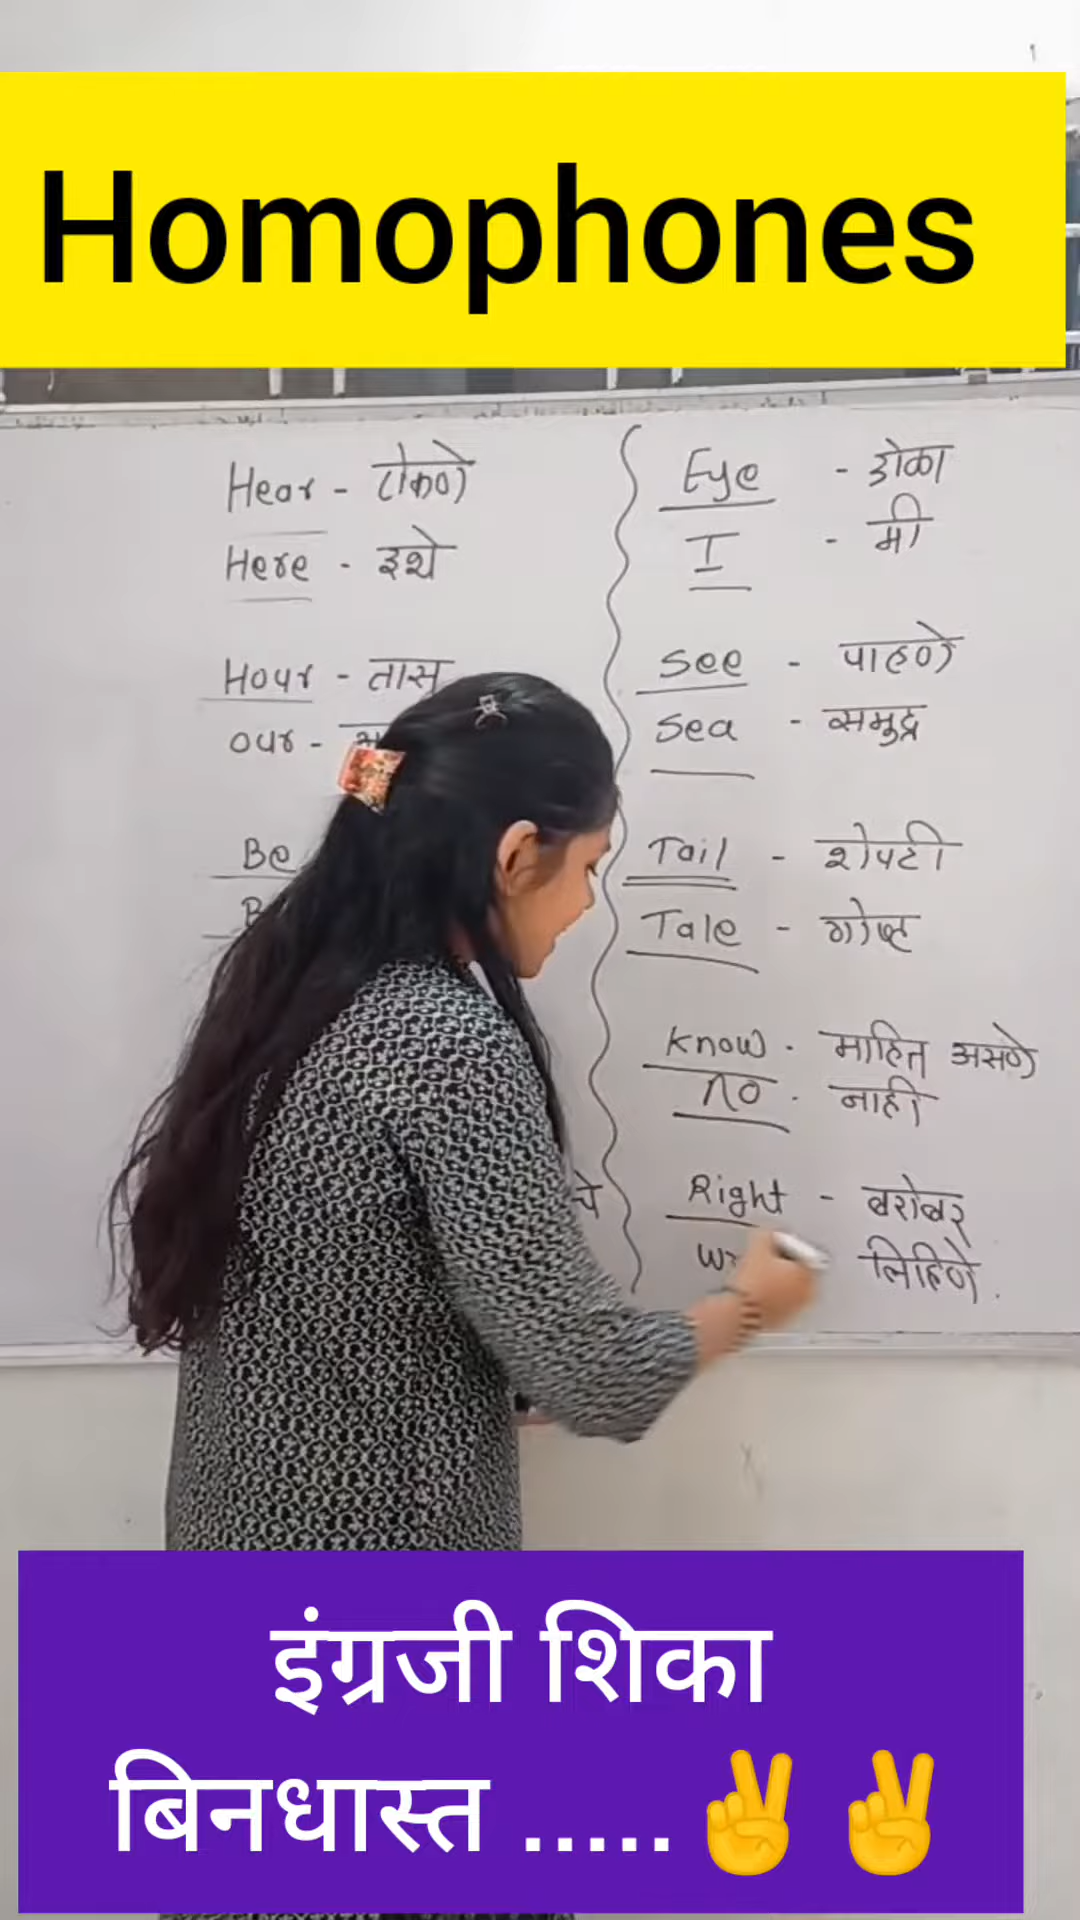 Homophones
Hear - ऐकणे
Here - इथे
Hour - तास
our -
Be
चे
Eye - डोळा
I - मी
see - पाहणे
sea - समुद्र
Tail - शेपटी
Tale - गोष्ट
know - माहित असणे
no - नाही
Right - बरोबर
लिहिणे.
इंग्रजी शिका
बिनधास्त .....✌️✌️